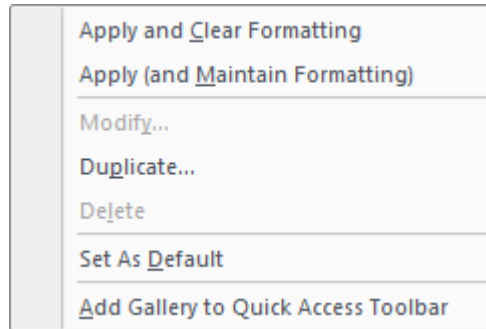 Apply and Clear Formatting
Apply (and Maintain Formatting)
Modify...
Duplicate...
Delete
Set As Default
Add Gallery to Quick Access Toolbar